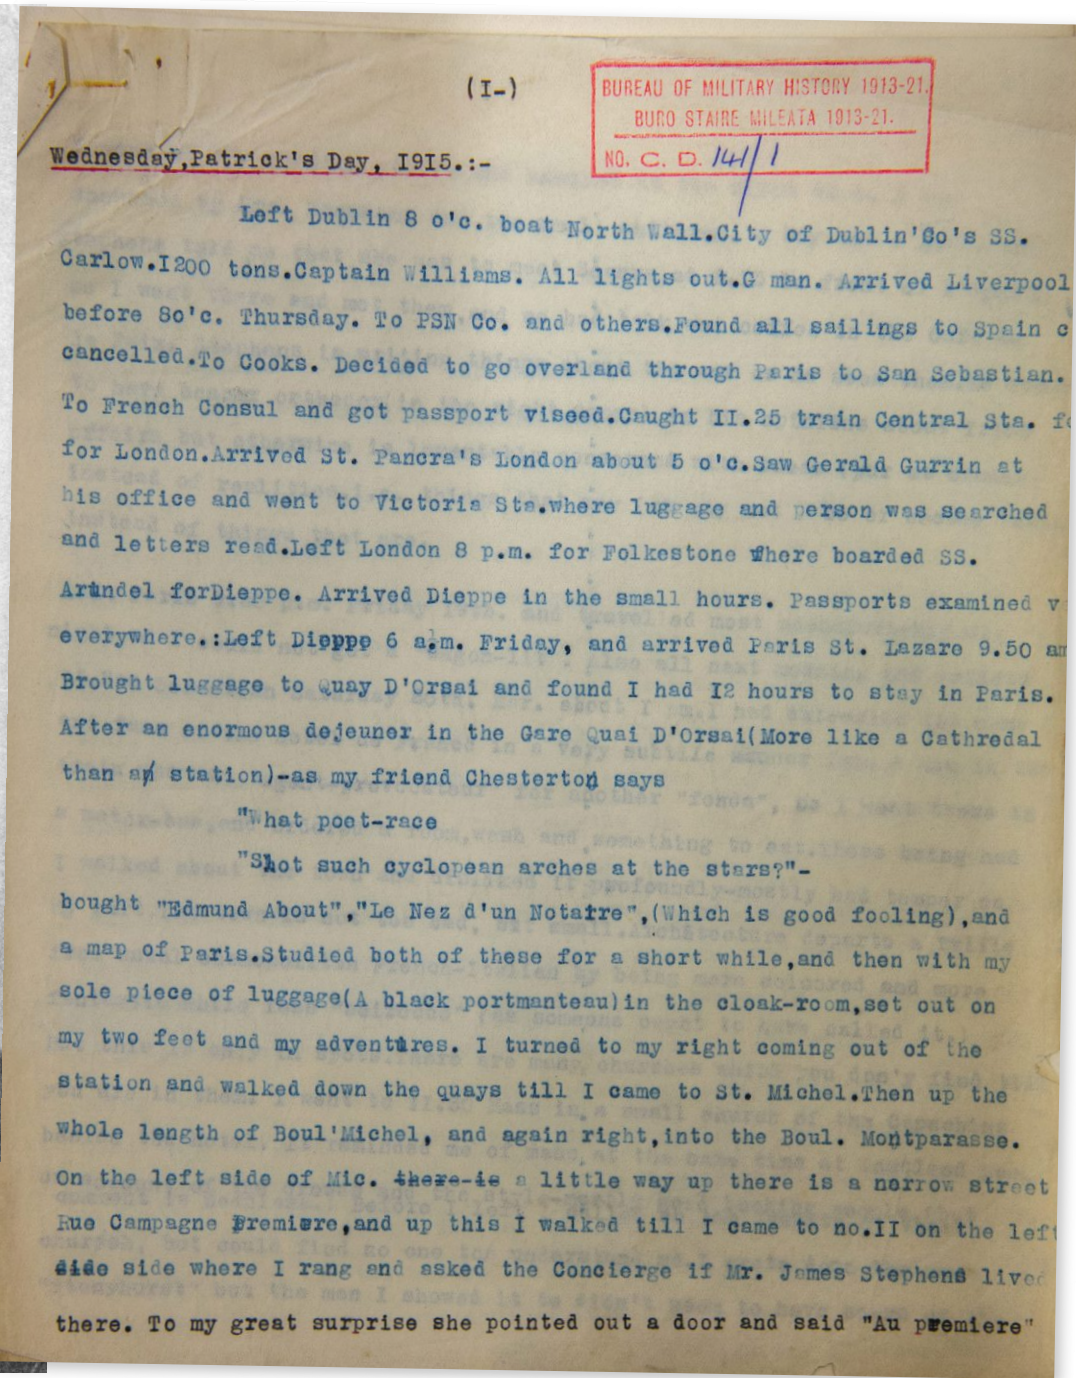 (I-)
BUREAU OF MILITARY HISTORY 1913-21.
BURO STAIRE MILEATA 1913-21.
NO. C. D. 141/1
Wednesday,Patrick's Day, I9I5.:-
Left Dublin 8 o'c. boat North Wall.City of Dublin'Co's SS.
Carlow.I200 tons.Captain Williams. All lights out.G man. Arrived Liverpool
before 8o'c. Thursday. To PSN Co. and others.Found all sailings to Spain c
cancelled.To Cooks. Decided to go overland through Paris to San Sebastian.
To French Consul and got passport viseed.Caught II.25 train Central Sta. fo
for London.Arrived St. Pancra's London about 5 o'c.Saw Gerald Gurrin at
his office and went to Victoria Sta.where luggage and person was searched
and letters read.Left London 8 p.m. for Folkestone where boarded SS.
Arundel forDieppe. Arrived Dieppe in the small hours. Passports examined v
everywhere.:Left Dieppe 6 a.m. Friday, and arrived Paris St. Lazare 9.50 am
Brought luggage to Quay D'Orsai and found I had I2 hours to stay in Paris.
After an enormous dejeuner in the Gare Quai D'Orsai(More like a Cathredal
than a station)-as my friend Chesterton says
"What poet-race
"Shot such cyclopean arches at the stars?"-
bought "Edmund About","Le Nez d'un Notaire",(Which is good fooling),and
a map of Paris.Studied both of these for a short while,and then with my
sole piece of luggage(A black portmanteau)in the cloak-room,set out on
my two feet and my adventures. I turned to my right coming out of the
station and walked down the quays till I came to St. Michel.Then up the
whole length of Boul'Michel, and again right,into the Boul. Montparasse.
On the left side of Mic. there is a little way up there is a norrow street
Rue Campagne Premiere,and up this I walked till I came to no.II on the left
side side where I rang and asked the Concierge if Mr. James Stephens lived
there. To my great surprise she pointed out a door and said "Au premiere"